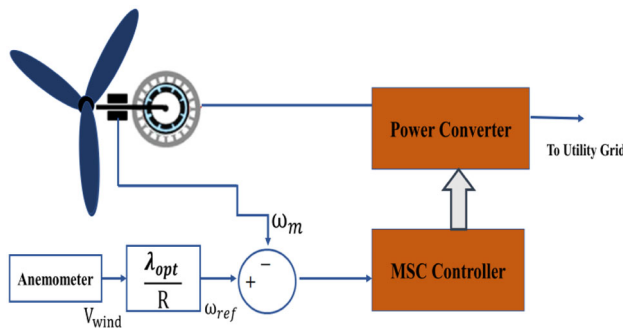 Power Converter
To Utility Grid
ω_m
−
Anemometer
V_wind
λ_opt
R
ω_ref
+
MSC Controller